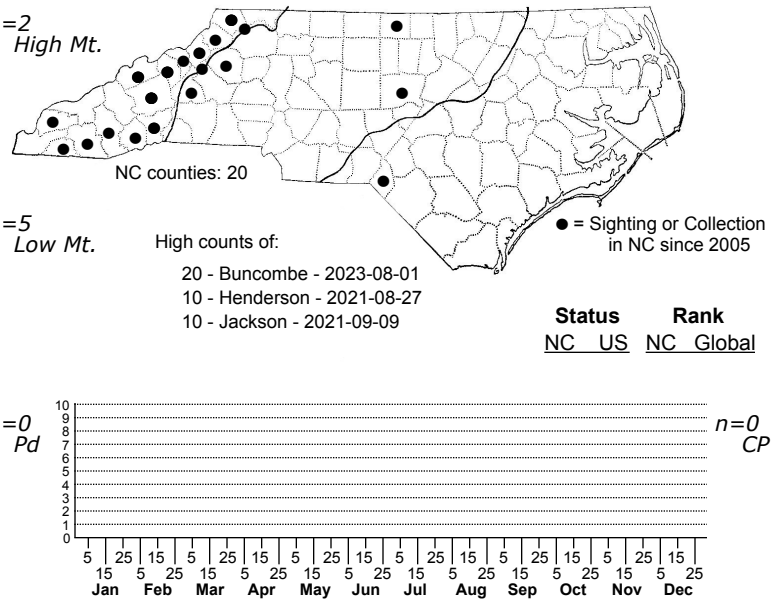 =2
High Mt.
NC counties: 20
=5
Low Mt.
High counts of:
20 - Buncombe - 2023-08-01
10 - Henderson - 2021-08-27
10 - Jackson - 2021-09-09
● = Sighting or Collection
in NC since 2005
Status Rank
NC US NC Global
=0
Pd
n=0
CP
10
9
8
7
6
5
4
3
2
1
0
5 25 15 5 25 15 5 25 15 5 25 15 5 25 15 5 25 15
15 5 25 15 5 25 15 5 25 15 5 25 15 5 25 15 5 25
Jan Feb Mar Apr May Jun Jul Aug Sep Oct Nov Dec